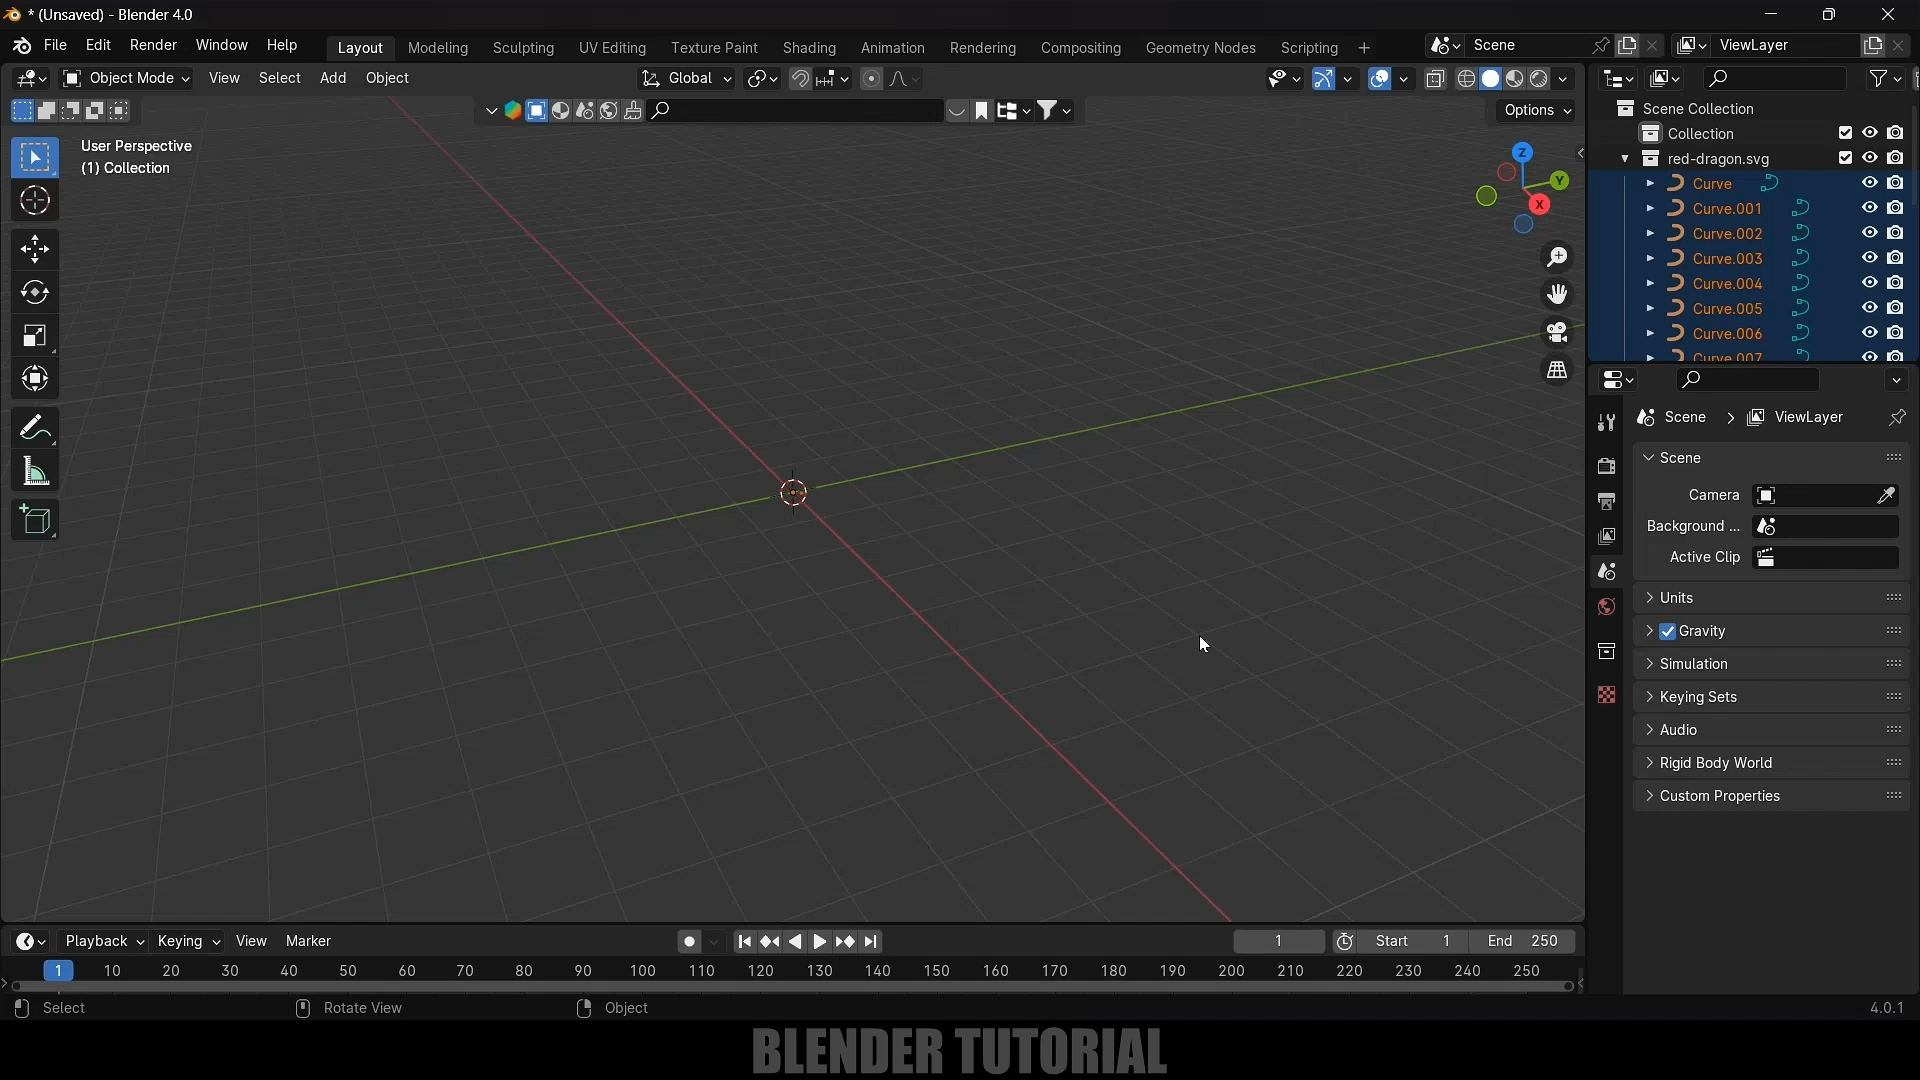 * (Unsaved) - Blender 4.0
File Edit Render Window Help Layout Modeling Sculpting UV Editing Texture Paint Shading Animation Rendering Compositing Geometry Nodes Scripting + Scene ViewLayer
Object Mode View Select Add Object Global
Options
User Perspective
(1) Collection
Z
Y
X
Scene Collection
Collection
red-dragon.svg
Curve
Curve.001
Curve.002
Curve.003
Curve.004
Curve.005
Curve.006
Curve.007
Scene > ViewLayer
Scene
Camera
Background ...
Active Clip
Units
Gravity
Simulation
Keying Sets
Audio
Rigid Body World
Custom Properties
Playback Keying View Marker 1 Start 1 End 250
1 10 20 30 40 50 60 70 80 90 100 110 120 130 140 150 160 170 180 190 200 210 220 230 240 250
Select Rotate View Object 4.0.1
BLENDER TUTORIAL